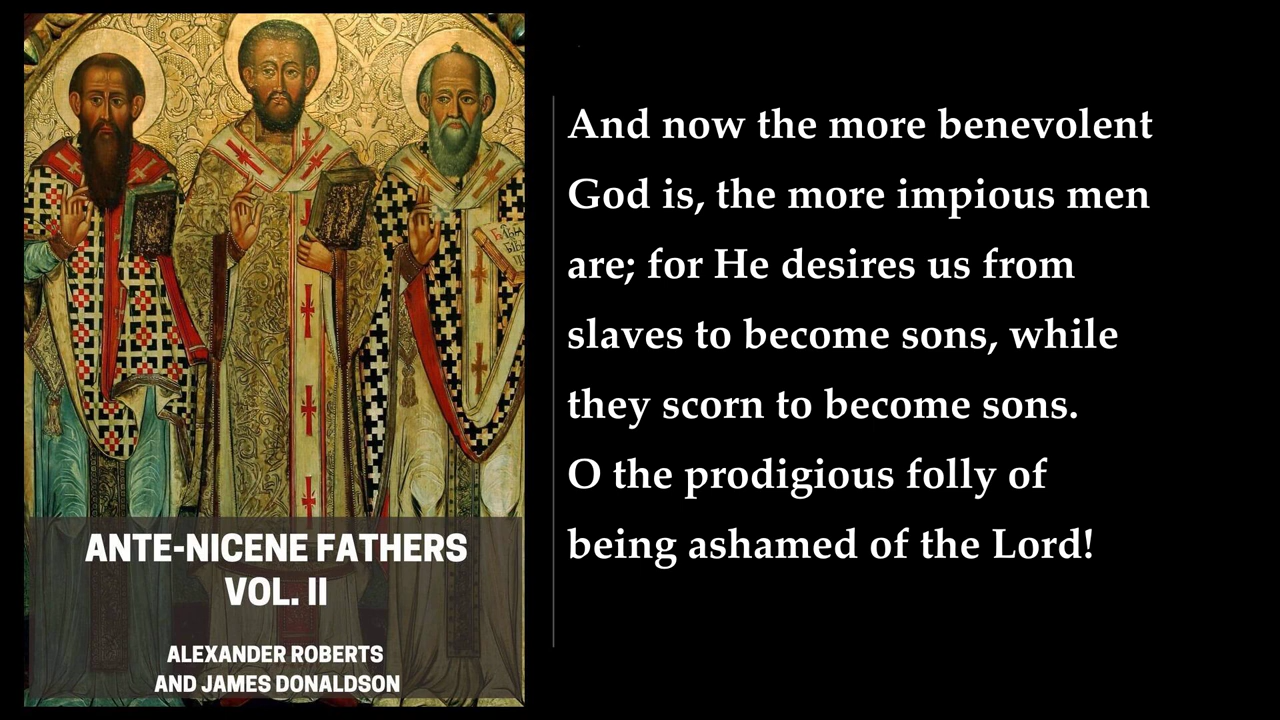 ANTE-NICENE FATHERS
VOL. II
ALEXANDER ROBERTS
AND JAMES DONALDSON
And now the more benevolent
God is, the more impious men
are; for He desires us from
slaves to become sons, while
they scorn to become sons.
O the prodigious folly of
being ashamed of the Lord!